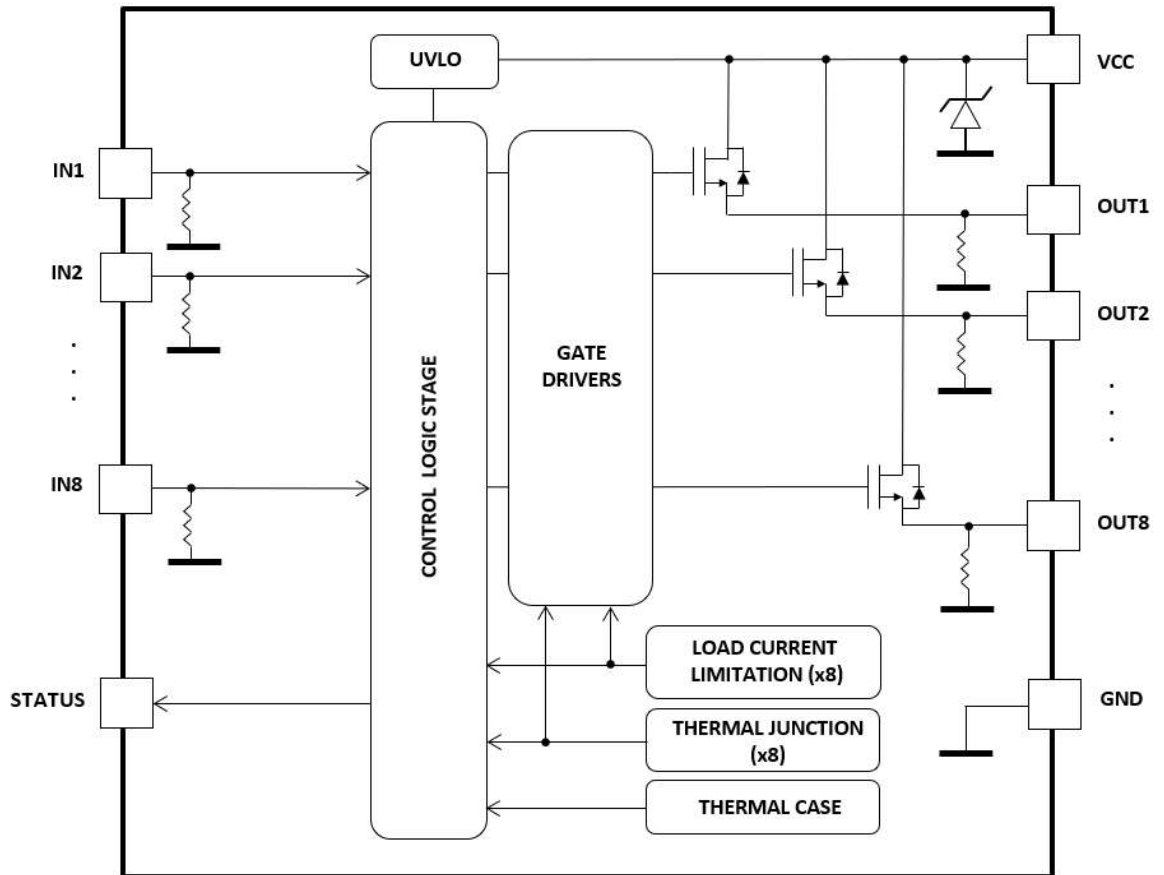 UVLO
VCC
IN1
OUT1
IN2
OUT2
GATE
DRIVERS
CONTROL LOGIC STAGE
IN8
OUT8
LOAD CURRENT
LIMITATION (x8)
STATUS
GND
THERMAL JUNCTION
(x8)
THERMAL CASE